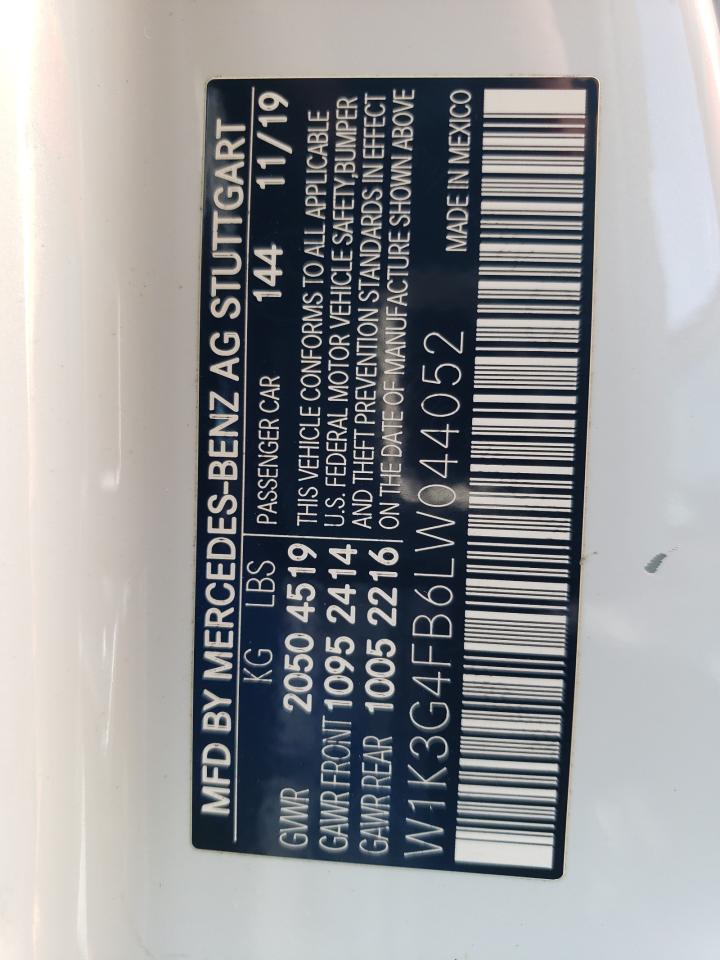 MFD BY MERCEDES-BENZ AG STUTTGART
KG LBS
GWR 2050 4519
GAWR FRONT 1095 2414
GAWR REAR 1005 2216
PASSENGER CAR 144 11/19
THIS VEHICLE CONFORMS TO ALL APPLICABLE
U.S. FEDERAL MOTOR VEHICLE SAFETY,BUMPER
AND THEFT PREVENTION STANDARDS IN EFFECT
ON THE DATE OF MANUFACTURE SHOWN ABOVE
W1K3G4FB6LW044052
MADE IN MEXICO